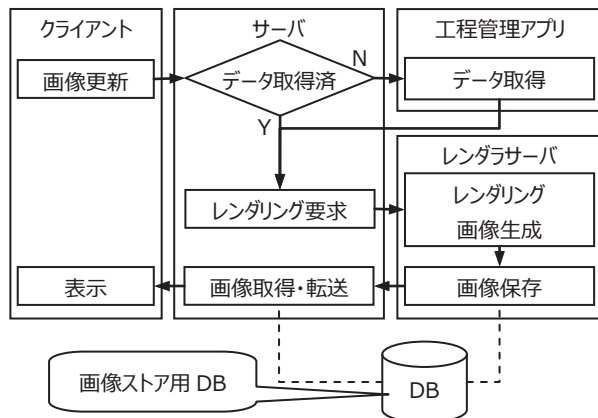 クライアント
サーバ
工程管理アプリ
画像更新
データ取得済
N
データ取得
Y
レンダラサーバ
レンダリング要求
レンダリング
画像生成
表示
画像取得・転送
画像保存
画像ストア用 DB
DB